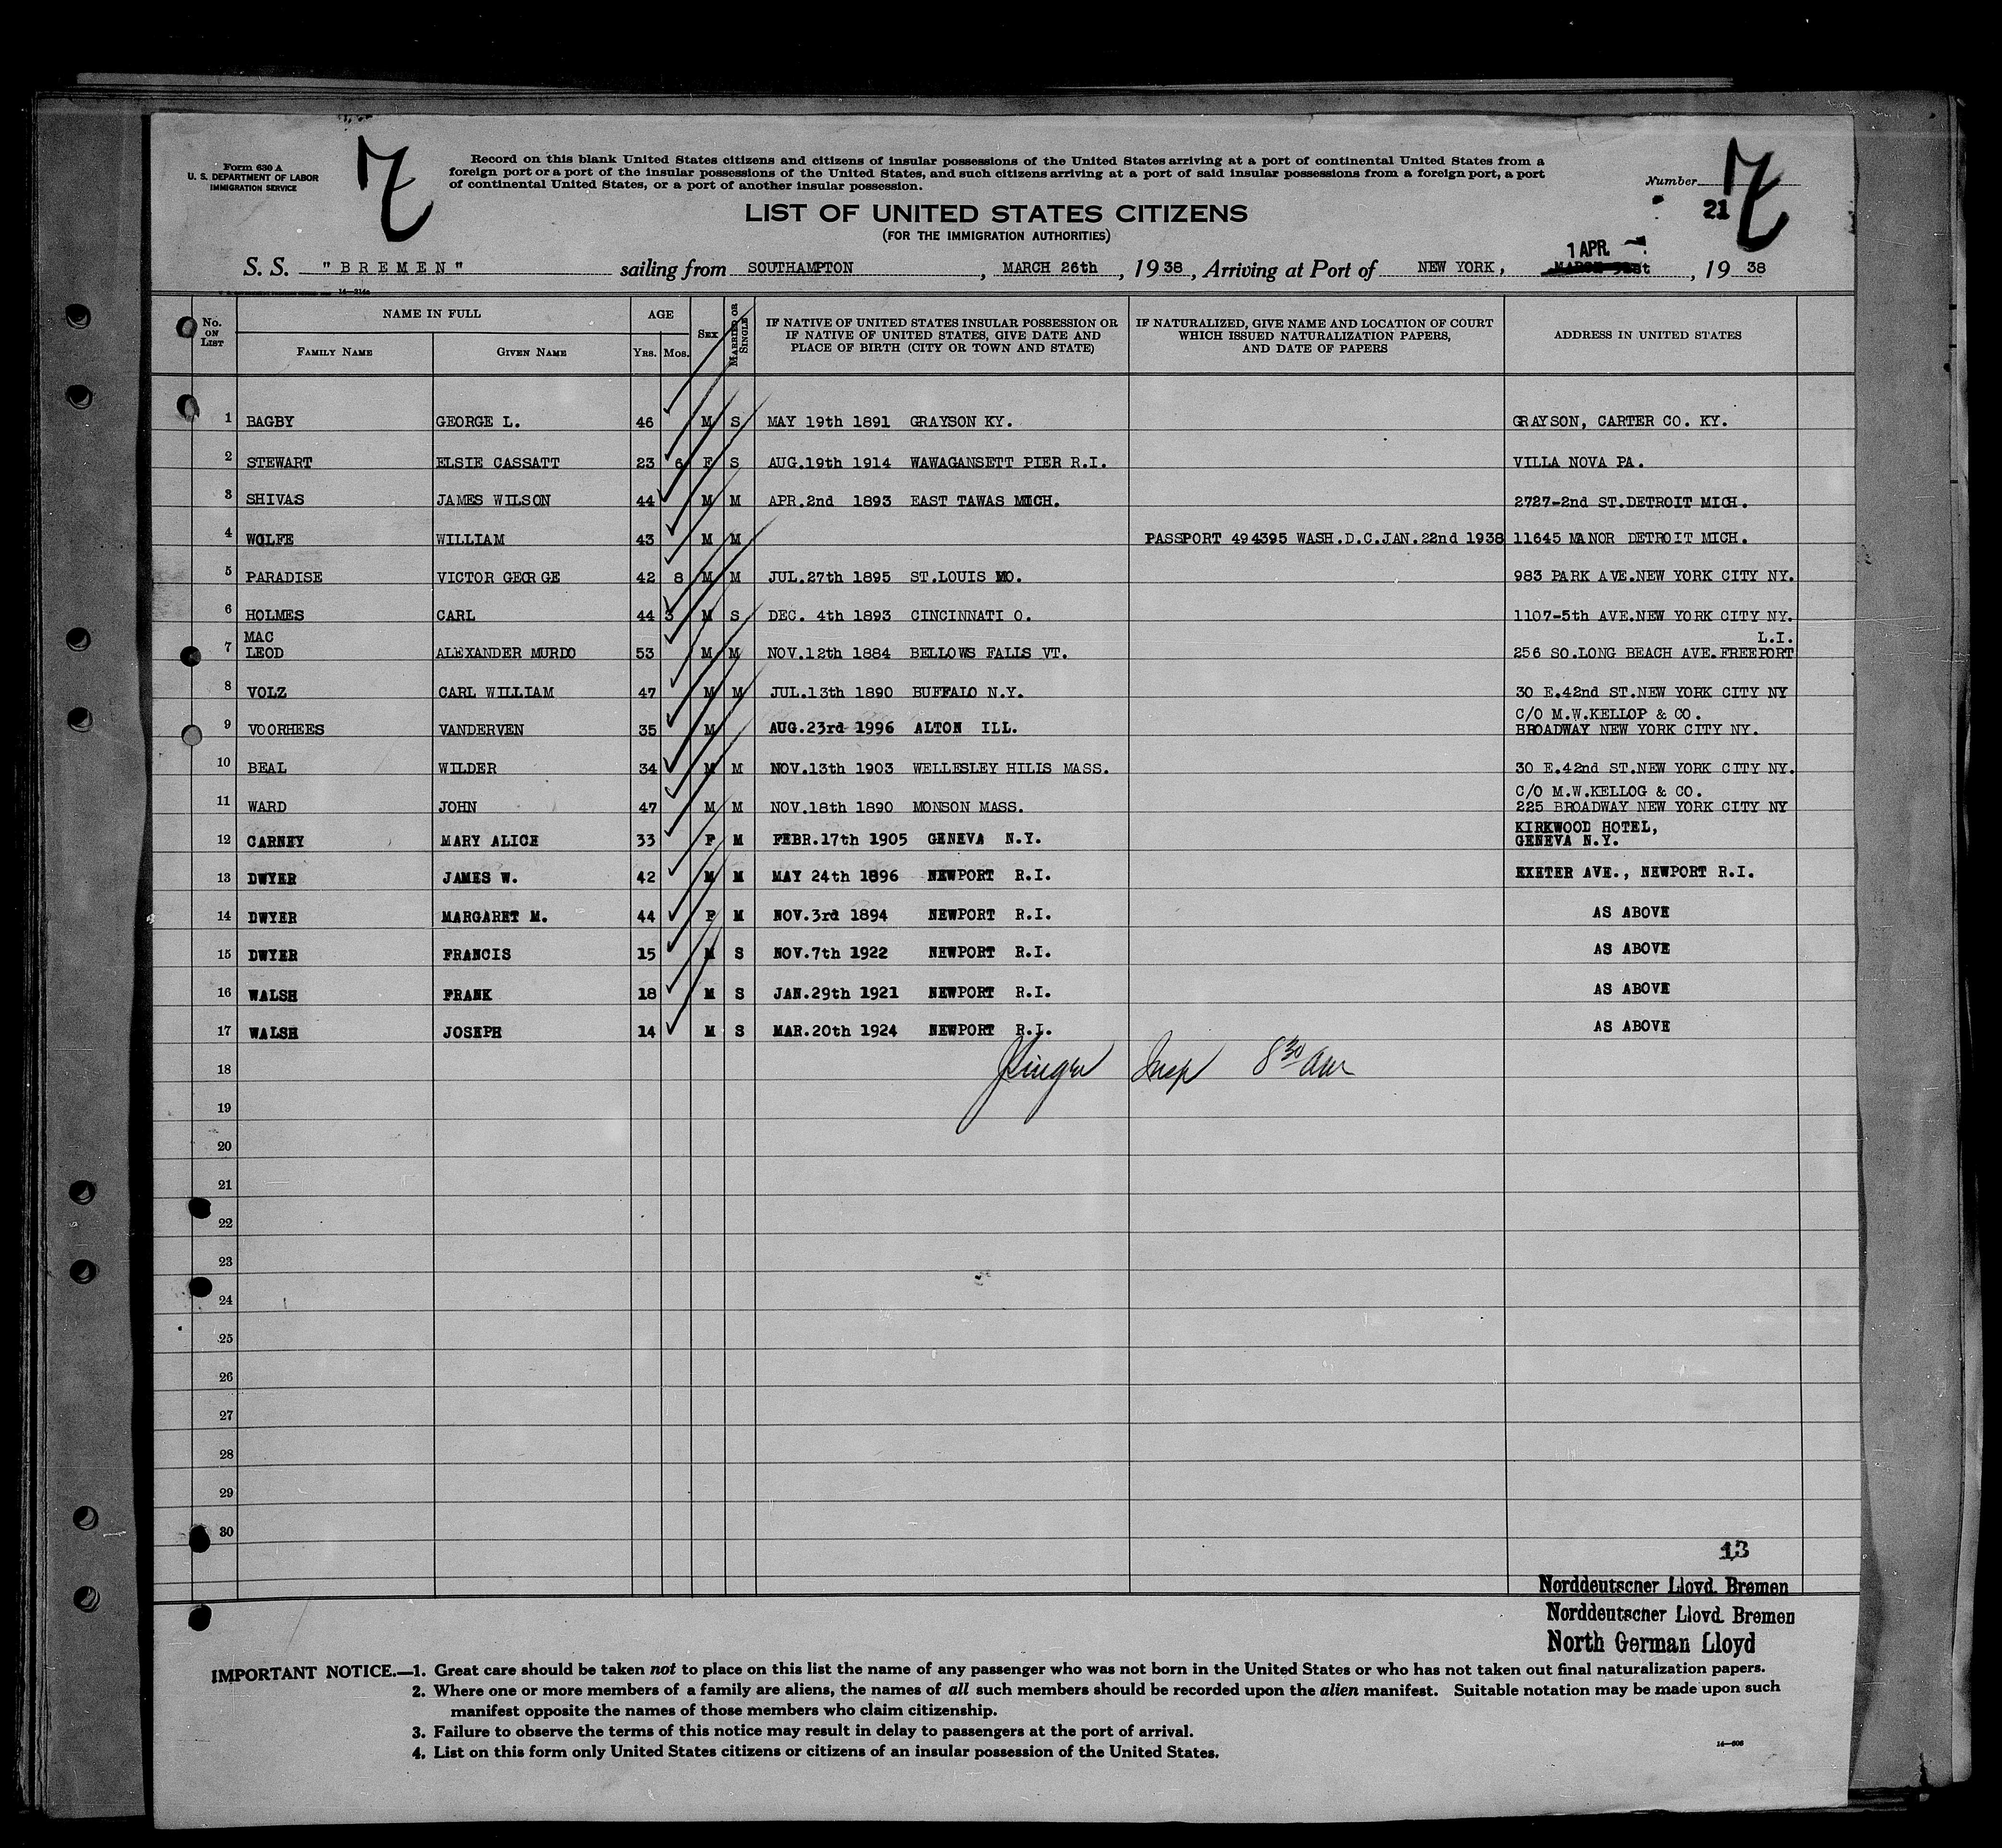 Form 630 A
U. S. DEPARTMENT OF LABOR
IMMIGRATION SERVICE
Record on this blank United States citizens and citizens of insular possessions of the United States arriving at a port of continental United States from a
foreign port or a port of the insular possessions of the United States, and such citizens arriving at a port of said insular possessions from a foreign port, a port
of continental United States, or a port of another insular possession.
Number
21
LIST OF UNITED STATES CITIZENS
(FOR THE IMMIGRATION AUTHORITIES)
1 APR.
S. S. "BREMEN" sailing from SOUTHAMPTON, MARCH 26th, 1938, Arriving at Port of NEW YORK, 1938
No. ON LIST NAME IN FULL AGE SEX MARRIED OR SINGLE IF NATIVE OF UNITED STATES INSULAR POSSESSION OR IF NATIVE OF UNITED STATES, GIVE DATE AND PLACE OF BIRTH (CITY OR TOWN AND STATE) IF NATURALIZED, GIVE NAME AND LOCATION OF COURT WHICH ISSUED NATURALIZATION PAPERS, AND DATE OF PAPERS ADDRESS IN UNITED STATES
FAMILY NAME GIVEN NAME YRS. MOS.
1 BAGBY GEORGE L. 46 M S MAY 19th 1891 GRAYSON KY. GRAYSON, CARTER CO. KY.
2 STEWART ELSIE CASSATT 23 6 F S AUG.19th 1914 WAWAGANSETT PIER R.I. VILLA NOVA PA.
3 SHIVAS JAMES WILSON 44 M M APR.2nd 1893 EAST TAWAS MICH. 2727-2nd ST.DETROIT MICH.
4 WOLFE WILLIAM 43 M M PASSPORT 494395 WASH.D.C.JAN.22nd 1938 11645 MANOR DETROIT MICH.
5 PARADISE VICTOR GEORGE 42 8 M M JUL.27th 1895 ST.LOUIS MO. 983 PARK AVE.NEW YORK CITY NY.
6 HOLMES CARL 44 3 M S DEC. 4th 1893 CINCINNATI O. 1107-5th AVE.NEW YORK CITY NY.
MAC L.I.
7 LEOD ALEXANDER MURDO 53 M M NOV.12th 1884 BELLOWS FALLS VT. 256 SO.LONG BEACH AVE.FREEPORT
8 VOLZ CARL WILLIAM 47 M M JUL.13th 1890 BUFFALO N.Y. 30 E.42nd ST.NEW YORK CITY NY
C/O M.W.KELLOP & CO.
9 VOORHEES VANDERVEN 35 M AUG.23rd 1996 ALTON ILL. BROADWAY NEW YORK CITY NY.
10 BEAL WILDER 34 M M NOV.13th 1903 WELLESLEY HILIS MASS. 30 E.42nd ST.NEW YORK CITY NY.
C/O M.W.KELLOG & CO.
11 WARD JOHN 47 M M NOV.18th 1890 MONSON MASS. 225 BROADWAY NEW YORK CITY NY
KIRKWOOD HOTEL,
12 CARNEY MARY ALICE 33 F M FEBR.17th 1905 GENEVA N.Y. GENEVA N.Y.
13 DWYER JAMES W. 42 M M MAY 24th 1896 NEWPORT R.I. EXETER AVE., NEWPORT R.I.
14 DWYER MARGARET M. 44 F M NOV.3rd 1894 NEWPORT R.I. AS ABOVE
15 DWYER FRANCIS 15 M S NOV.7th 1922 NEWPORT R.I. AS ABOVE
16 WALSH FRANK 18 M S JAN.29th 1921 NEWPORT R.I. AS ABOVE
17 WALSH JOSEPH 14 M S MAR.20th 1924 NEWPORT R.I. AS ABOVE
18 Insp 8 30 am
19
20
21
22
23
24
25
26
27
28
29
30
13
Norddeutscher Lloyd Bremen
Norddeutscher Lloyd Bremen
North German Lloyd
IMPORTANT NOTICE.—1. Great care should be taken not to place on this list the name of any passenger who was not born in the United States or who has not taken out final naturalization papers.
2. Where one or more members of a family are aliens, the names of all such members should be recorded upon the alien manifest. Suitable notation may be made upon such
manifest opposite the names of those members who claim citizenship.
3. Failure to observe the terms of this notice may result in delay to passengers at the port of arrival.
4. List on this form only United States citizens or citizens of an insular possession of the United States.